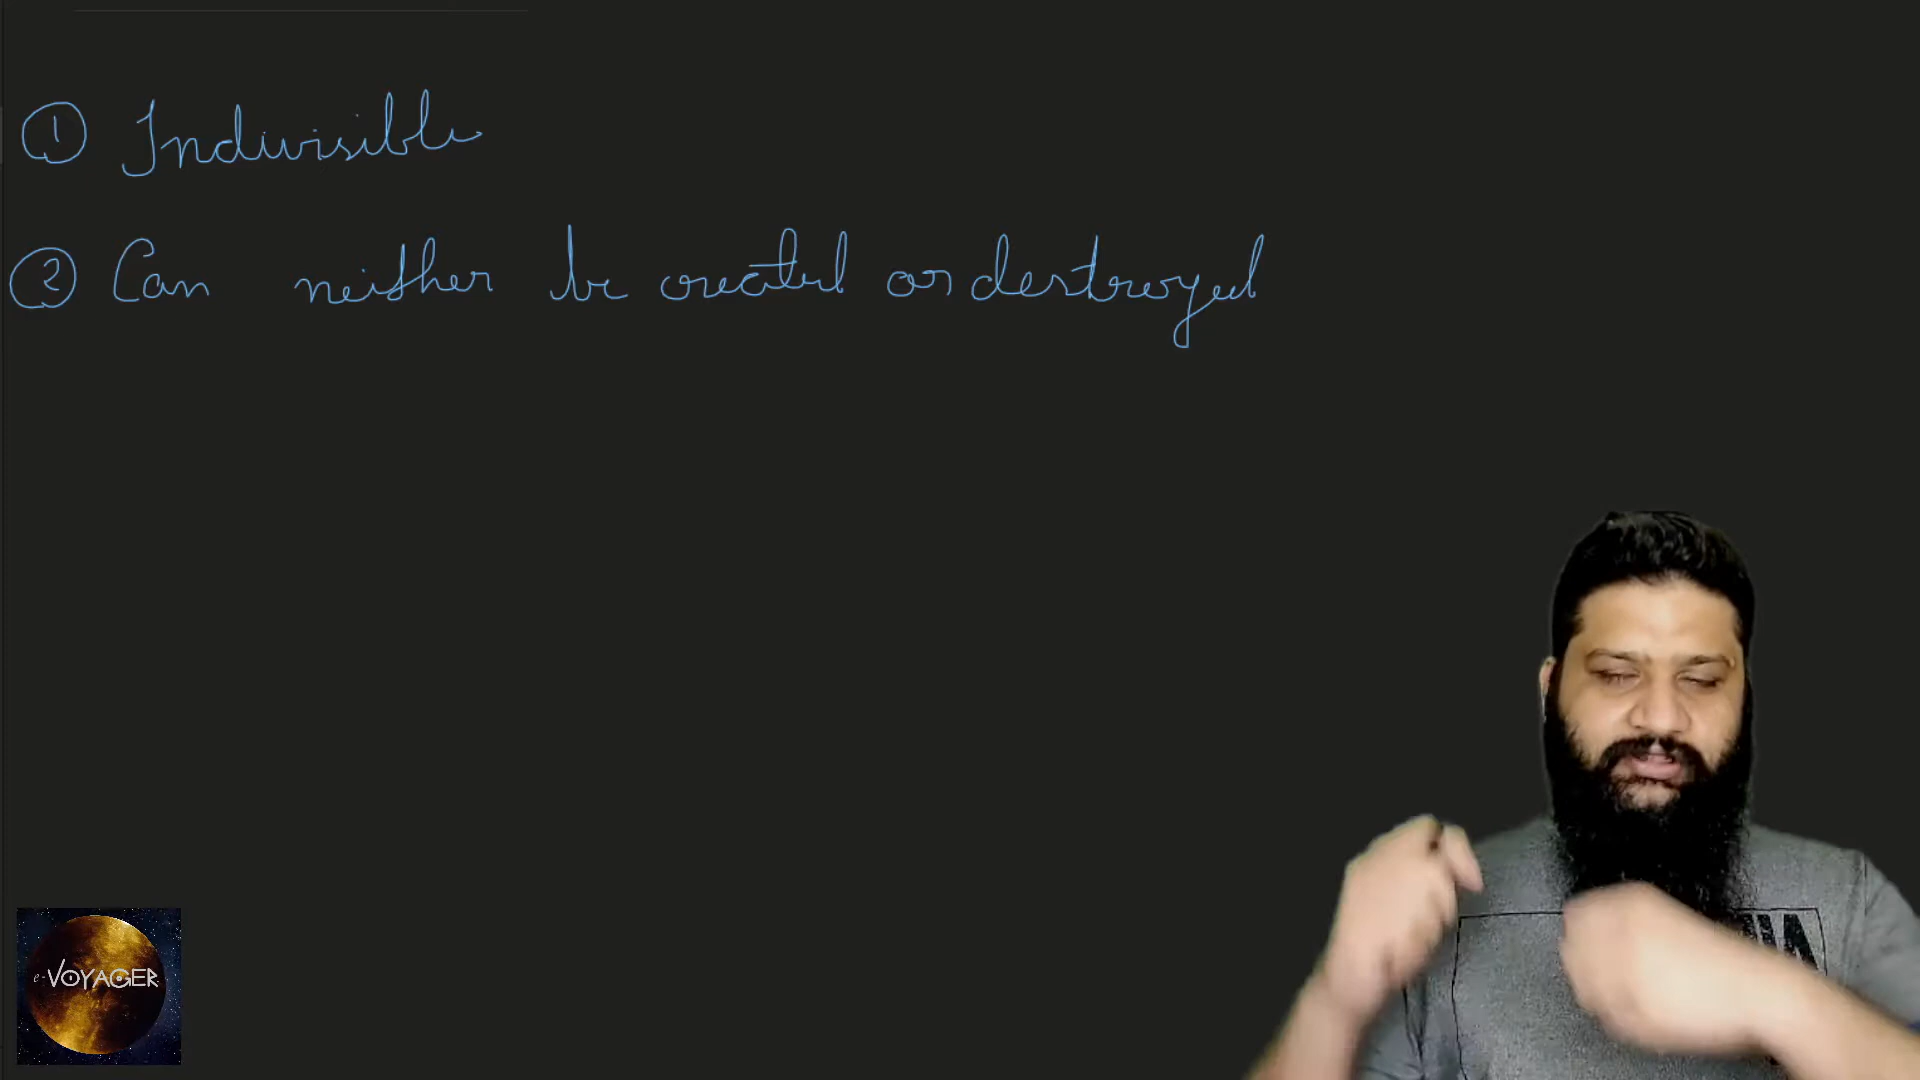 ① Indivisible
② Can neither be created or destroyed
e-VOYAGER